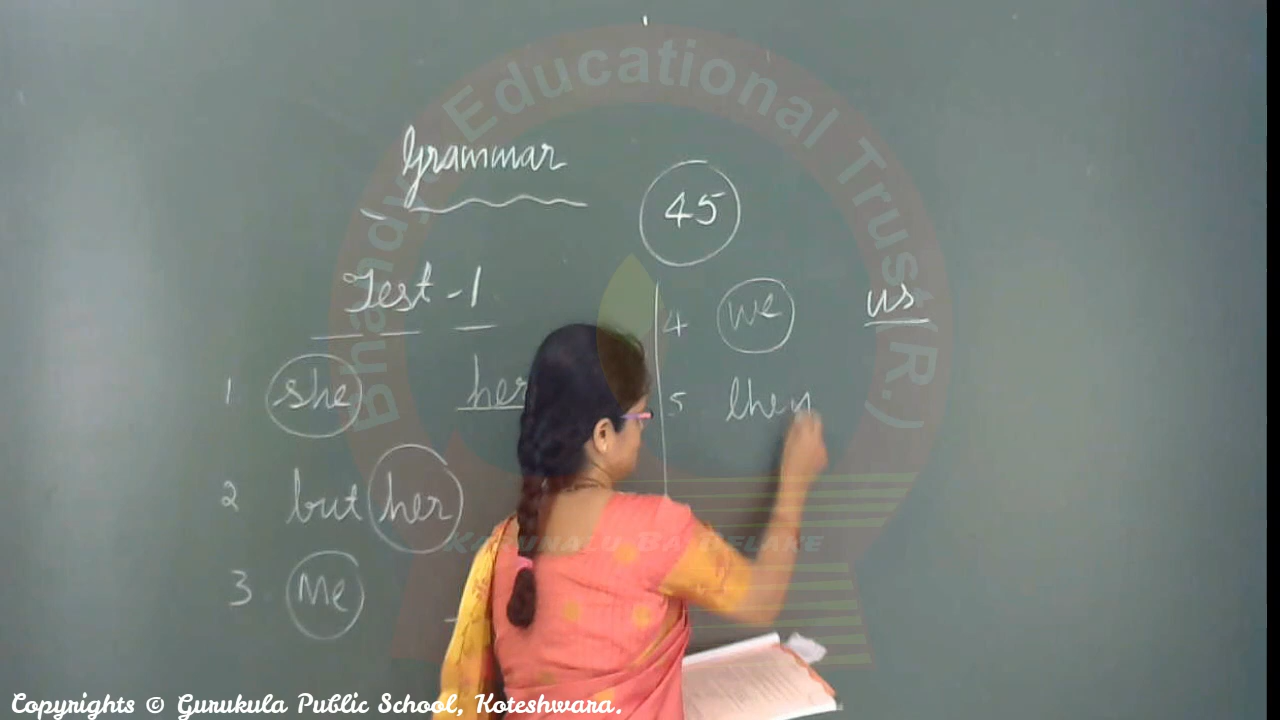 Educational Trust (R.)
Grammar
45
Test - 1
1 she her
2 but her
3 Me
4 we us
5 they
Copyrights © Gurukula Public School, Koteshwara.